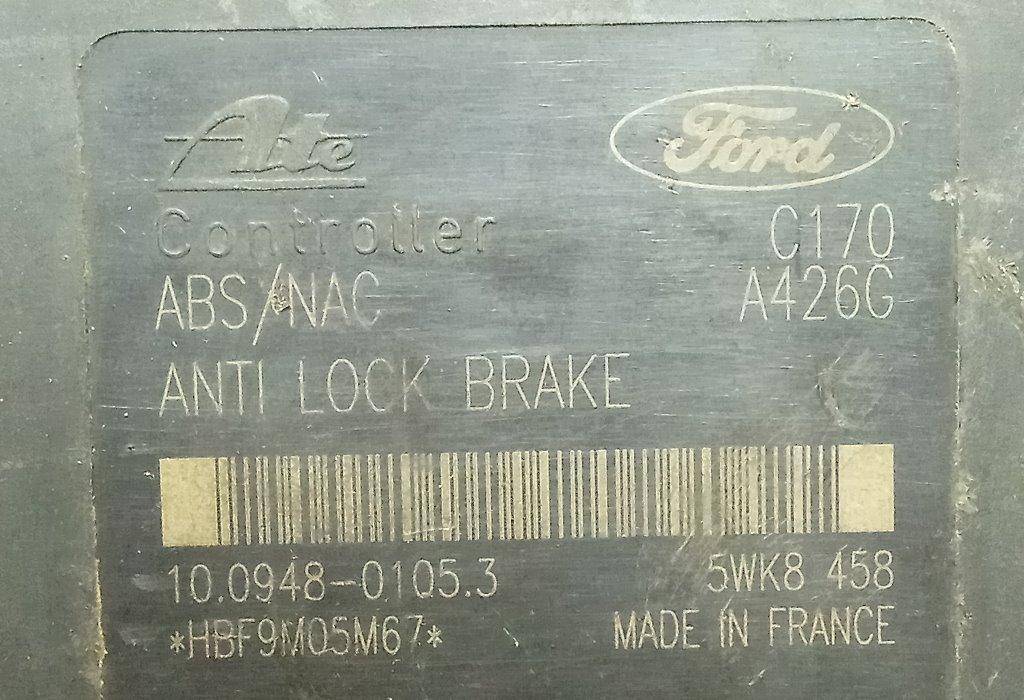 Ate
Ford
Controller
C170
ABS/NAC
A426G
ANTI LOCK BRAKE
10.0948-0105.3
5WK8 458
*HBF9M05M67*
MADE IN FRANCE